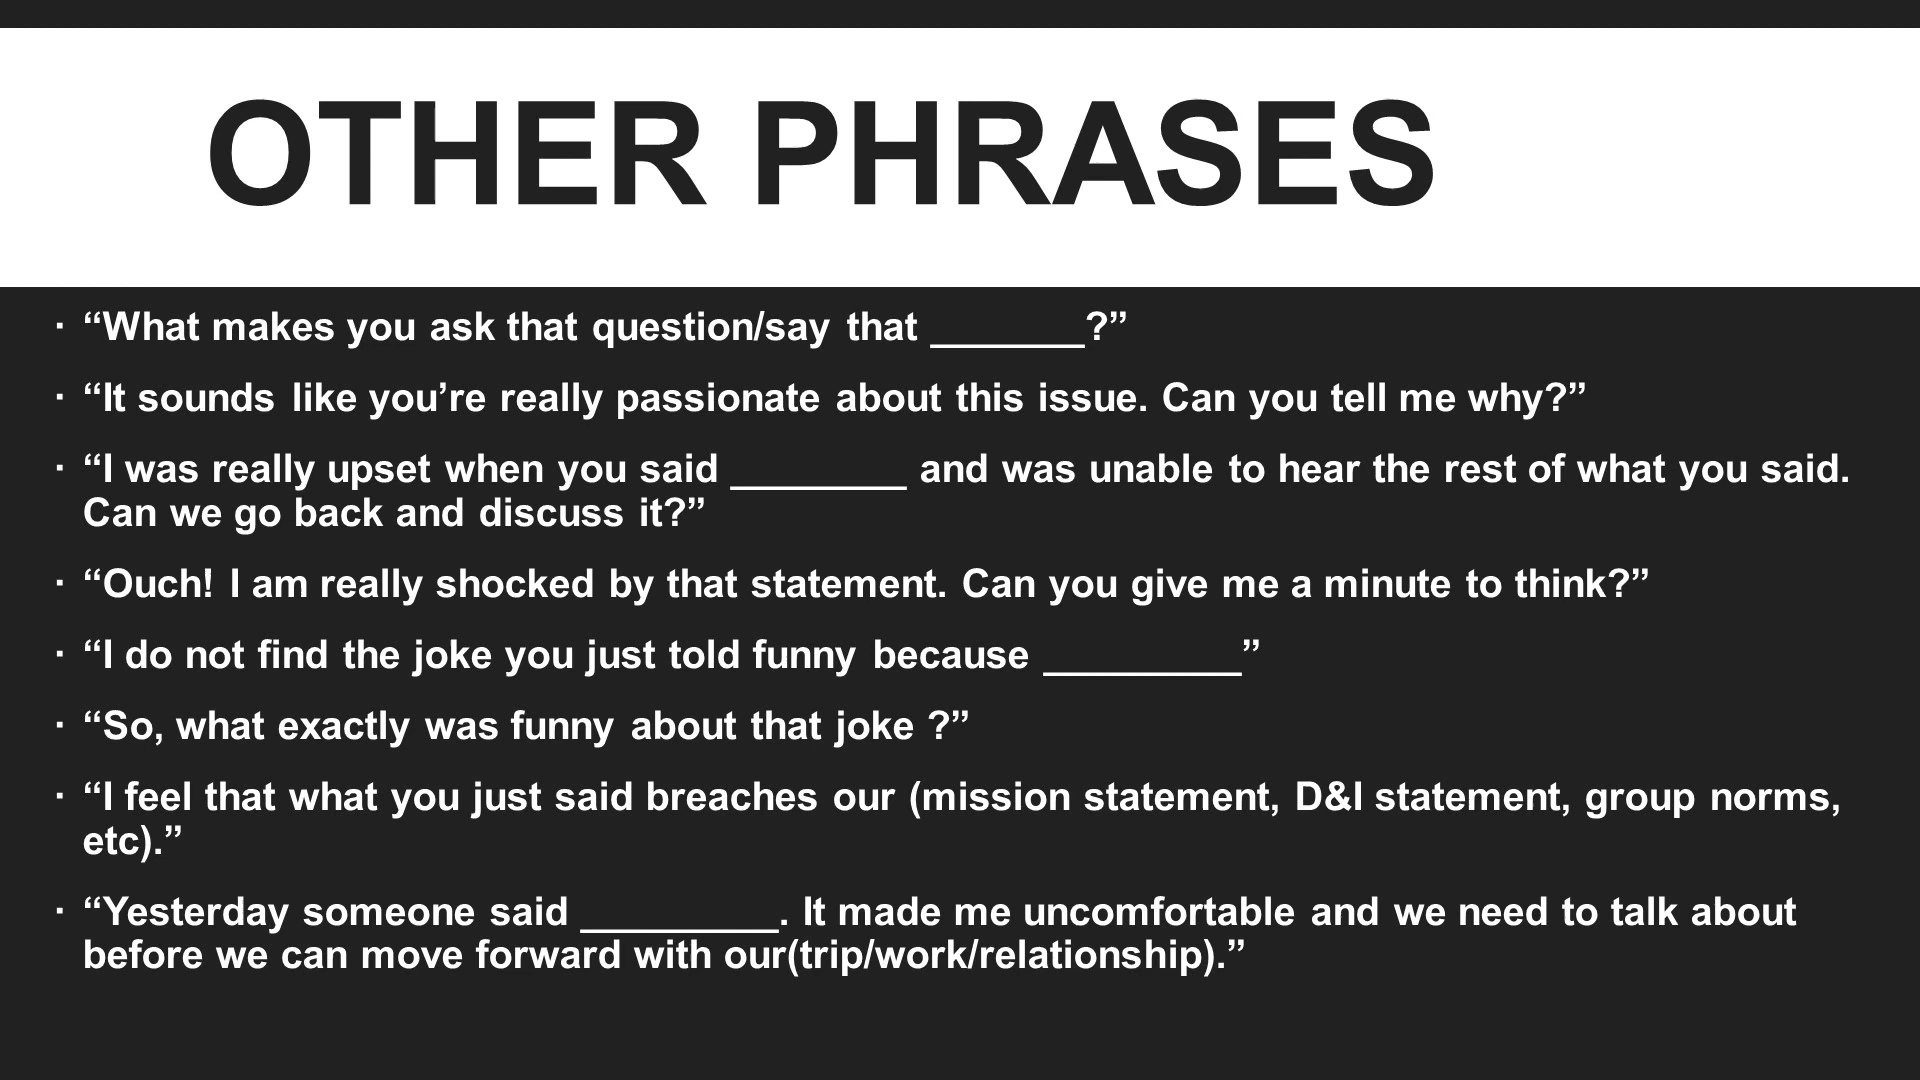 OTHER PHRASES
▪ “What makes you ask that question/say that _______?”
▪ “It sounds like you’re really passionate about this issue. Can you tell me why?”
▪ “I was really upset when you said ________ and was unable to hear the rest of what you said.
Can we go back and discuss it?”
▪ “Ouch! I am really shocked by that statement. Can you give me a minute to think?”
▪ “I do not find the joke you just told funny because _________”
▪ “So, what exactly was funny about that joke ?”
▪ “I feel that what you just said breaches our (mission statement, D&I statement, group norms,
etc).”
▪ “Yesterday someone said _________. It made me uncomfortable and we need to talk about
before we can move forward with our(trip/work/relationship).”